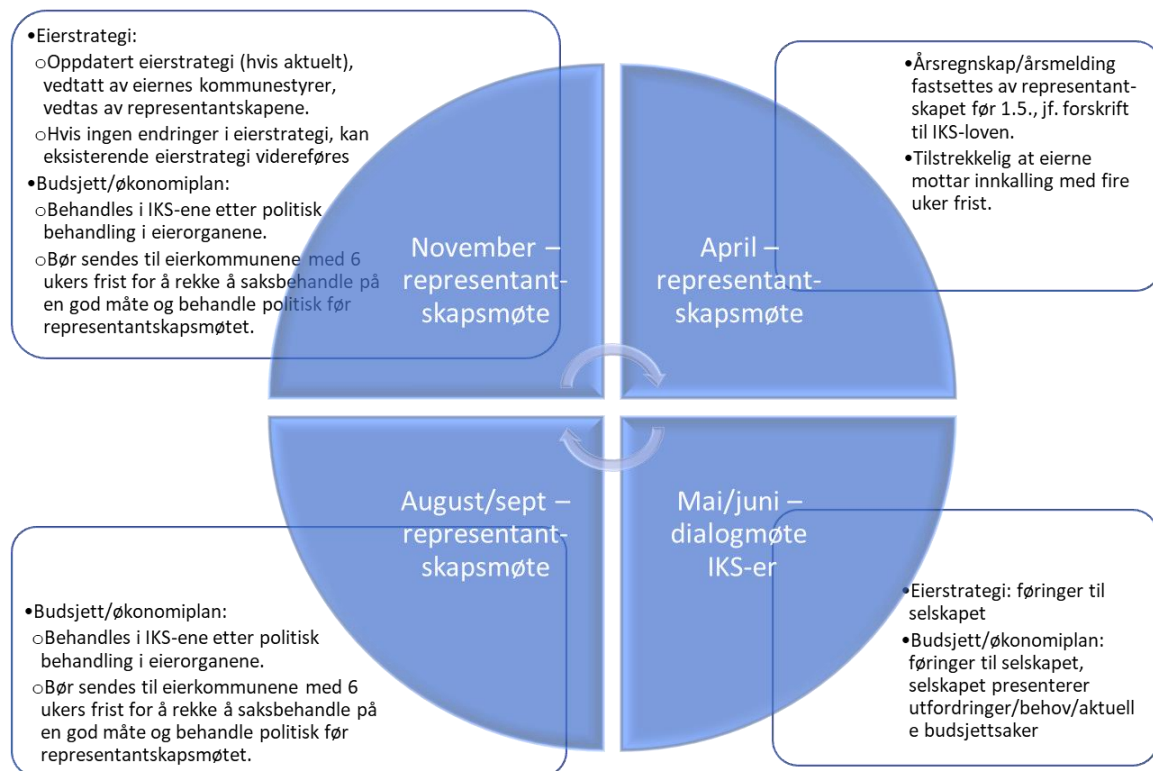 •Eierstrategi:
oOppdatert eierstrategi (hvis aktuelt),
vedtatt av eiernes kommunestyrer,
vedtas av representantskapene.
oHvis ingen endringer i eierstrategi, kan
eksisterende eierstrategi videreføres
•Budsjett/økonomiplan:
oBehandles i IKS-ene etter politisk
behandling i eierorganene.
oBør sendes til eierkommunene med 6
ukers frist for å rekke å saksbehandle på
en god måte og behandle politisk før
representantskapsmøtet.
November –
representant-
skapsmøte
•Årsregnskap/årsmelding
fastsettes av representant-
skapet før 1.5., jf. forskrift
til IKS-loven.
•Tilstrekkelig at eierne
mottar innkalling med fire
uker frist.
April –
representant-
skapsmøte
August/sept –
representant-
skapsmøte
•Budsjett/økonomiplan:
oBehandles i IKS-ene etter politisk
behandling i eierorganene.
oBør sendes til eierkommunene med 6
ukers frist for å rekke å saksbehandle på
en god måte og behandle politisk før
representantskapsmøtet.
Mai/juni –
dialogmøte
IKS-er
•Eierstrategi: føringer til
selskapet
•Budsjett/økonomiplan:
føringer til selskapet,
selskapet presenterer
utfordringer/behov/aktuell
e budsjettsaker